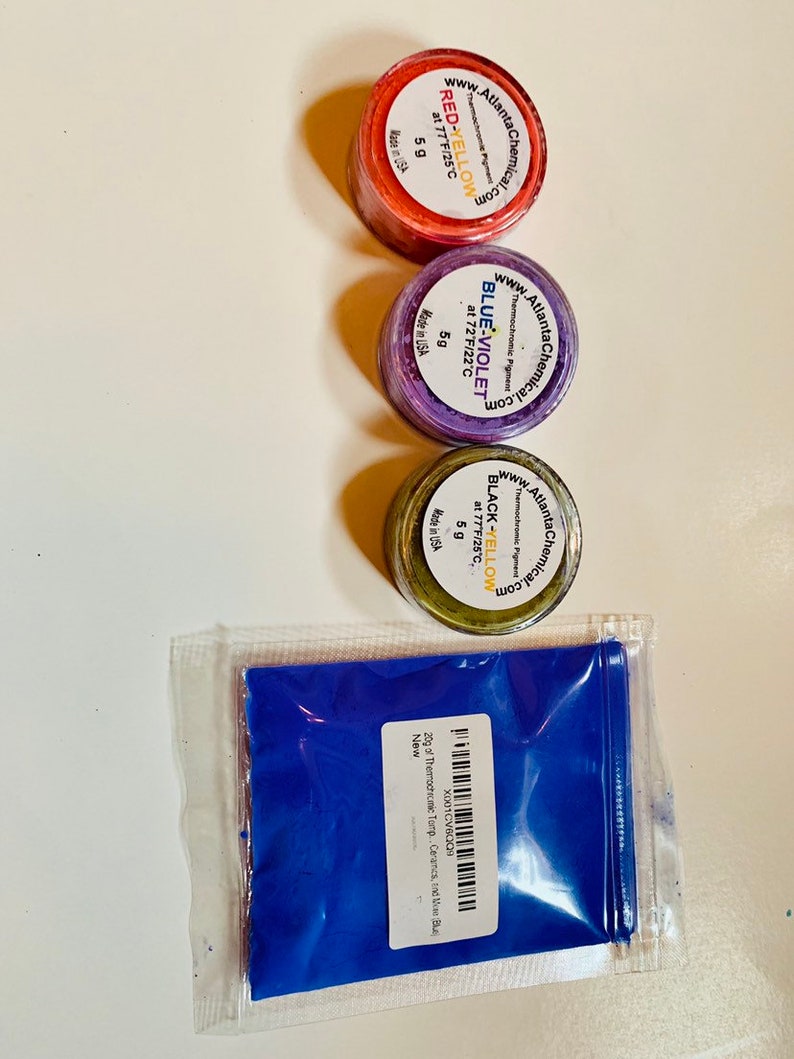 www.AtlantaChemical.com
Thermochromic Pigment
RED-YELLOW
at 77°F/25°C
5 g
Made in USA
www.AtlantaChemical.com
Thermochromic Pigment
BLUE-VIOLET
at 72°F/22°C
5g
Made in USA
www.AtlantaChemical.com
Thermochromic Pigment
BLACK-YELLOW
at 77°F/25°C
5 g
Made in USA
X001CV6QQ9
20g of Thermochromic Temp... Ceramics, and More (Blue)
New